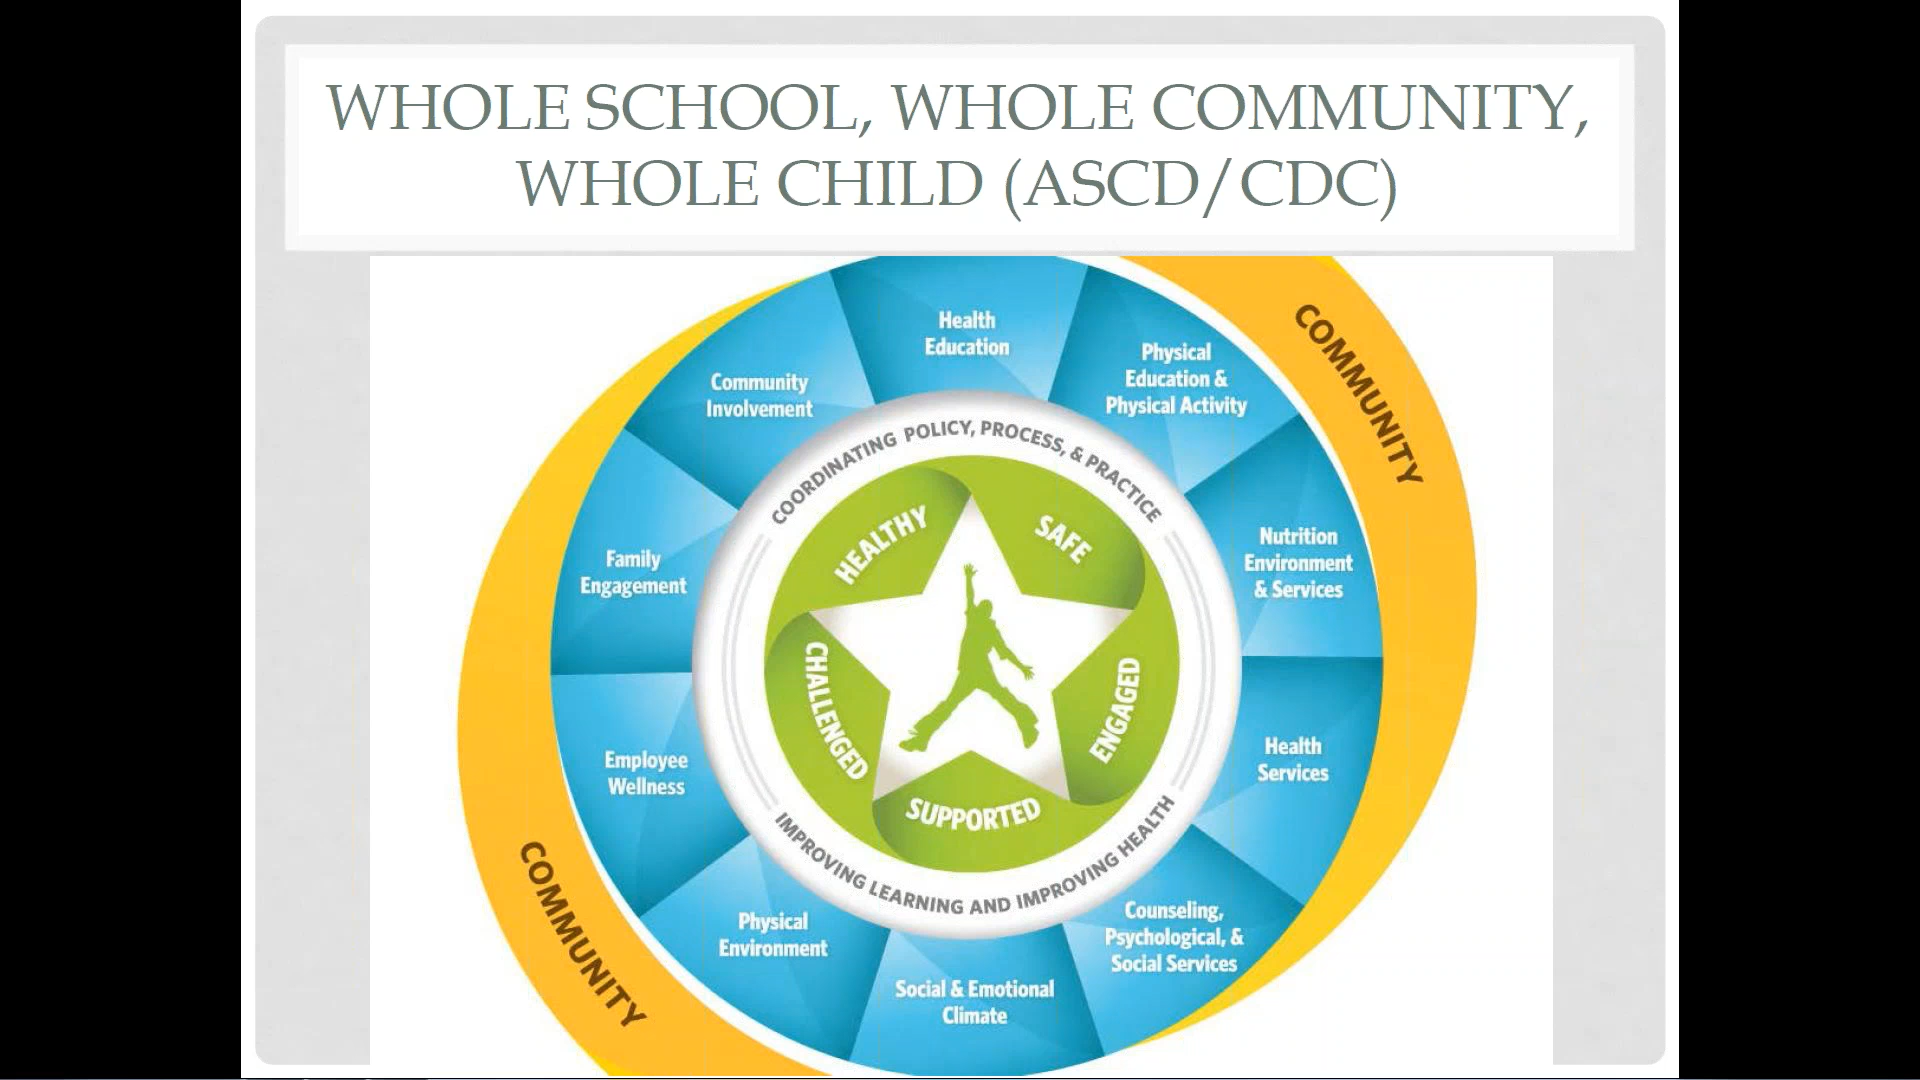 WHOLE SCHOOL, WHOLE COMMUNITY,
WHOLE CHILD (ASCD/CDC)
COMMUNITY
Health
Education
Physical
Education &
Physical Activity
Nutrition
Environment
& Services
Health
Services
Counseling,
Psychological, &
Social Services
Social & Emotional
Climate
Physical
Environment
Employee
Wellness
Family
Engagement
Community
Involvement
COORDINATING POLICY, PROCESS, & PRACTICE
IMPROVING LEARNING AND IMPROVING HEALTH
HEALTHY
SAFE
ENGAGED
SUPPORTED
CHALLENGED
COMMUNITY